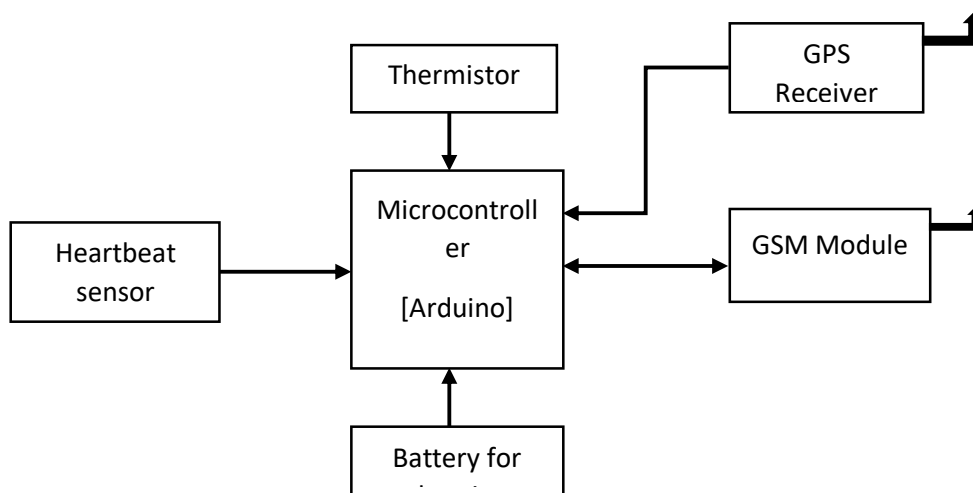 GPS
Receiver
Thermistor
Microcontroll
er
[Arduino]
GSM Module
Heartbeat
sensor
Battery for